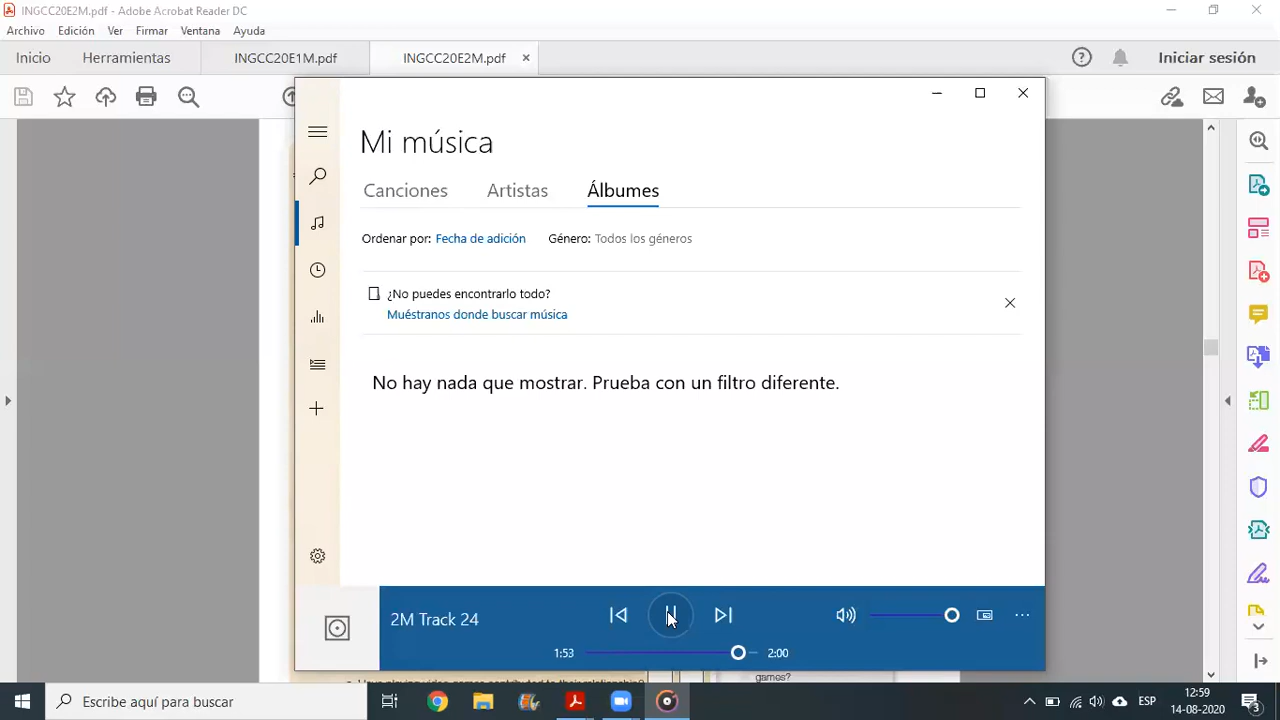 INGCC20E2M.pdf - Adobe Acrobat Reader DC
Archivo Edición Ver Firmar Ventana Ayuda
Inicio Herramientas INGCC20E1M.pdf INGCC20E2M.pdf × Iniciar sesión
Mi música
Canciones Artistas Álbumes
Ordenar por: Fecha de adición Género: Todos los géneros
¿No puedes encontrarlo todo?
Muéstranos donde buscar música
No hay nada que mostrar. Prueba con un filtro diferente.
2M Track 24
1:53 2:00
games?
Escribe aquí para buscar
ESP
12:59
14-08-2020
3